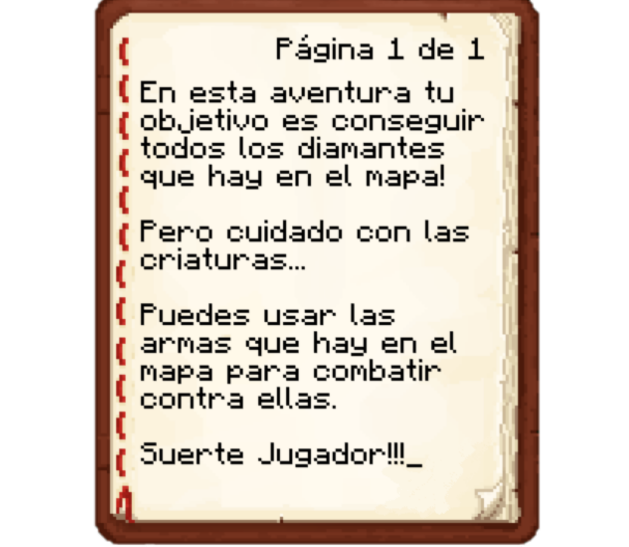 Página 1 de 1
En esta aventura tu
objetivo es conseguir
todos los diamantes
que hay en el mapa!
Pero cuidado con las
criaturas...
Puedes usar las
armas que hay en el
mapa para combatir
contra ellas.
Suerte Jugador!!!_